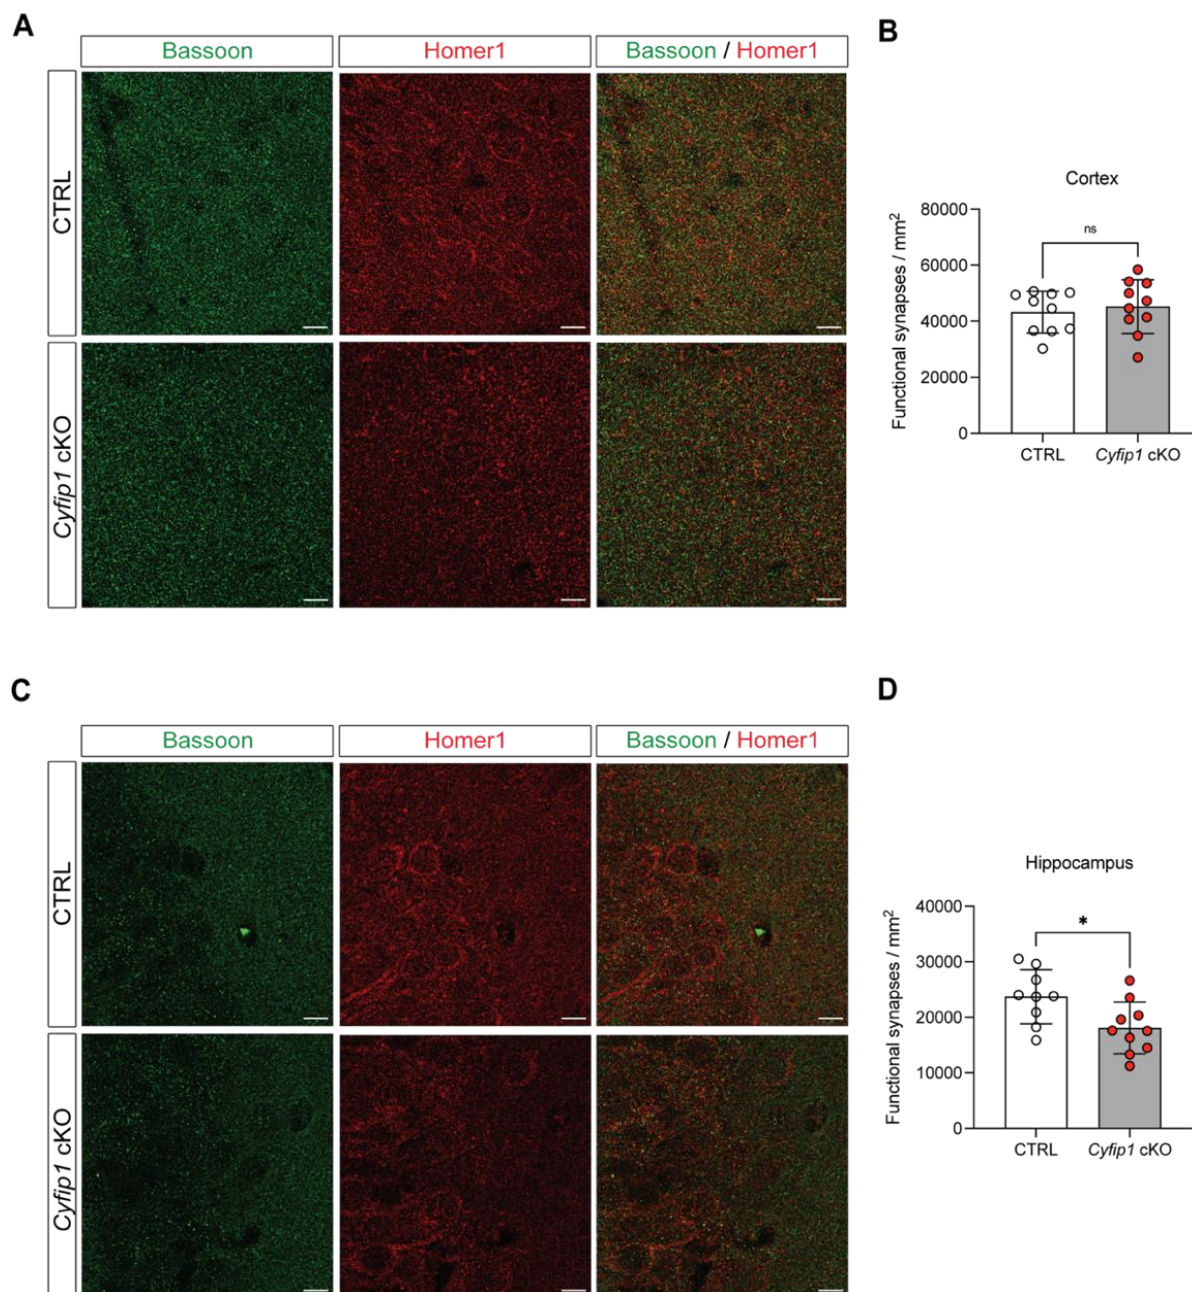 A
Bassoon
Homer1
Bassoon / Homer1
CTRL
Cyfip1 cKO
B
Cortex
Functional synapses / mm²
80000
60000
40000
20000
0
ns
CTRL
Cyfip1 cKO
C
Bassoon
Homer1
Bassoon / Homer1
CTRL
Cyfip1 cKO
D
Hippocampus
Functional synapses / mm²
40000
30000
20000
10000
0
*
CTRL
Cyfip1 cKO